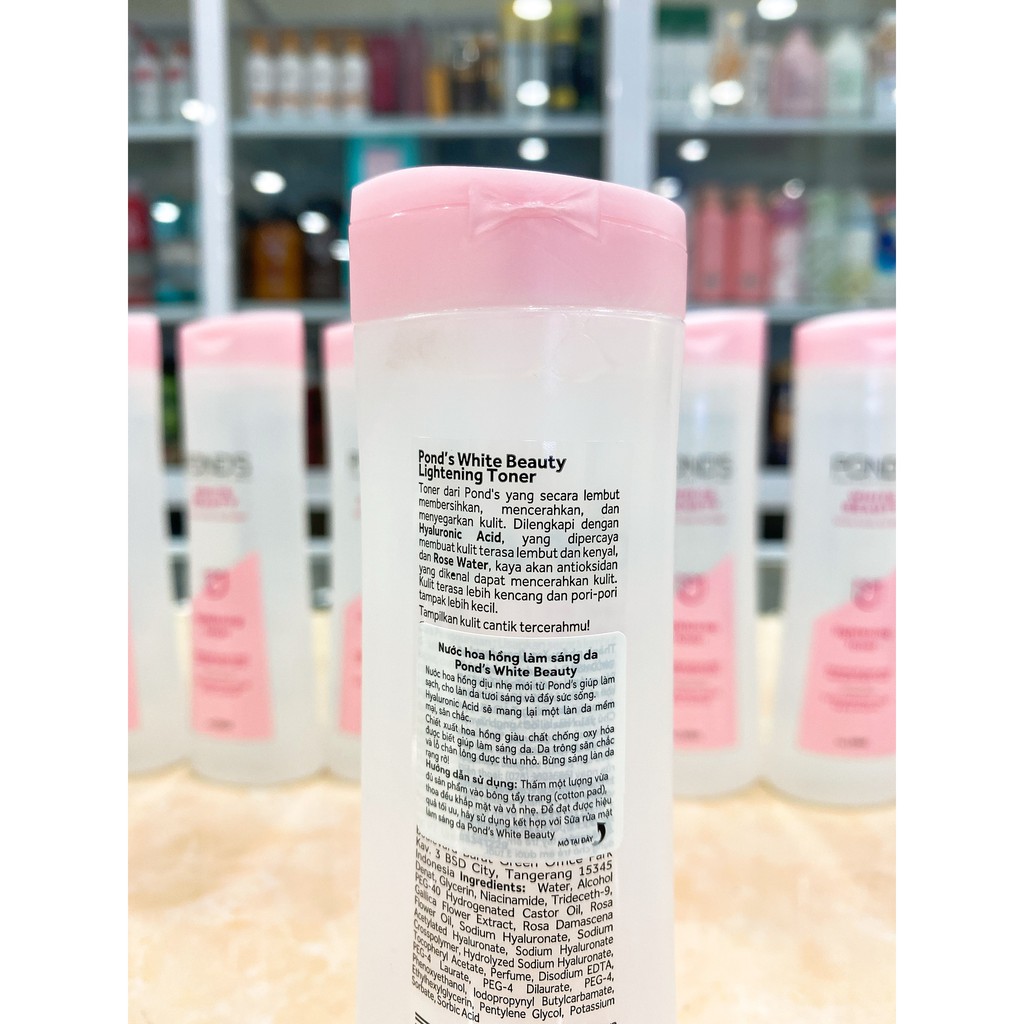 Pond's White Beauty
Lightening Toner
Toner dari Pond's yang secara lembut
membersihkan, mencerahkan, dan
menyegarkan kulit. Dilengkapi dengan
Hyaluronic Acid, yang dipercaya
membuat kulit terasa lembut dan kenyal,
dan Rose Water, kaya akan antioksidan
yang dikenal dapat mencerahkan kulit.
Kulit terasa lebih kencang dan pori-pori
tampak lebih kecil.
Tampilkan kulit cantik tercerahmu!
Nước hoa hồng làm sáng da
Pond's White Beauty
Nước hoa hồng dịu nhẹ mới từ Pond's giúp làm
sạch, cho làn da tươi sáng và đầy sức sống.
Hyaluronic Acid sẽ mang lại một làn da mềm
mại, săn chắc.
Chiết xuất hoa hồng giàu chất chống oxy hóa
được biết giúp làm sáng da. Da trông săn chắc
và lỗ chân lông được thu nhỏ. Bừng sáng làn da
rạng rỡ!
Hướng dẫn sử dụng: Thấm một lượng vừa
đủ sản phẩm vào bông tẩy trang (cotton pad),
thoa đều khắp mặt và vỗ nhẹ. Để đạt được hiệu
quả tối ưu, hãy sử dụng kết hợp với Sữa rửa mặt
làm sáng da Pond's White Beauty
MỞ TẠI ĐÂY
Green Office Park
Kav. 3 BSD City, Tangerang 15345
Indonesia Ingredients: Water, Alcohol
Denat, Glycerin, Niacinamide, Trideceth-9,
PEG-40 Hydrogenated Castor Oil, Rosa
Gallica Flower Extract, Rosa Damascena
Flower Oil, Sodium Hyaluronate, Sodium
Acetylated Hyaluronate, Sodium Hyaluronate
Crosspolymer, Hydrolyzed Sodium Hyaluronate,
Tocopheryl Acetate, Perfume, Disodium EDTA,
PEG-4 Laurate, PEG-4 Dilaurate, PEG-4,
Phenoxyethanol, Iodopropynyl Butylcarbamate,
Ethylhexylglycerin, Pentylene Glycol, Potassium
Sorbate, Sorbic Acid
POND'S
POND'S
POND'S